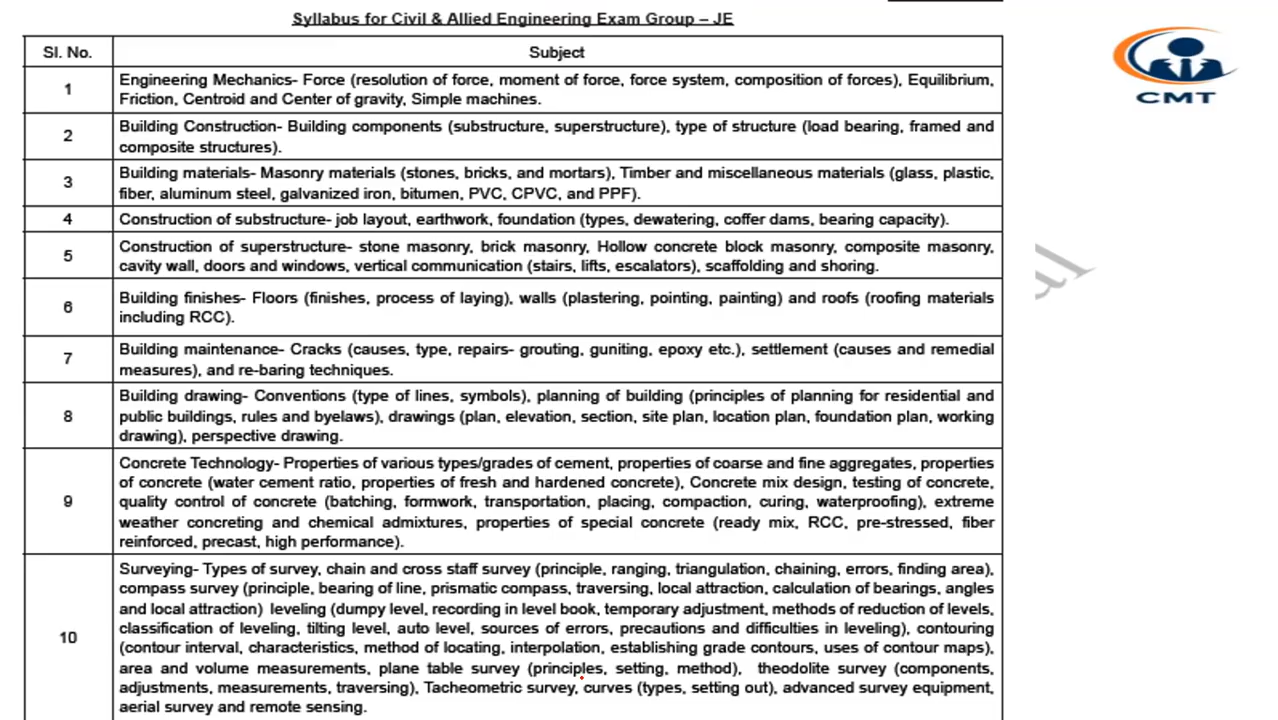 Syllabus for Civil & Allied Engineering Exam Group – JE
Sl. No. Subject
1 Engineering Mechanics- Force (resolution of force, moment of force, force system, composition of forces), Equilibrium,
Friction, Centroid and Center of gravity, Simple machines.
2 Building Construction- Building components (substructure, superstructure), type of structure (load bearing, framed and
composite structures).
3 Building materials- Masonry materials (stones, bricks, and mortars), Timber and miscellaneous materials (glass, plastic,
fiber, aluminum steel, galvanized iron, bitumen, PVC, CPVC, and PPF).
4 Construction of substructure- job layout, earthwork, foundation (types, dewatering, coffer dams, bearing capacity).
5 Construction of superstructure- stone masonry, brick masonry, Hollow concrete block masonry, composite masonry,
cavity wall, doors and windows, vertical communication (stairs, lifts, escalators), scaffolding and shoring.
6 Building finishes- Floors (finishes, process of laying), walls (plastering, pointing, painting) and roofs (roofing materials
including RCC).
7 Building maintenance- Cracks (causes, type, repairs- grouting, guniting, epoxy etc.), settlement (causes and remedial
measures), and re-baring techniques.
8 Building drawing- Conventions (type of lines, symbols), planning of building (principles of planning for residential and
public buildings, rules and byelaws), drawings (plan, elevation, section, site plan, location plan, foundation plan, working
drawing), perspective drawing.
9 Concrete Technology- Properties of various types/grades of cement, properties of coarse and fine aggregates, properties
of concrete (water cement ratio, properties of fresh and hardened concrete), Concrete mix design, testing of concrete,
quality control of concrete (batching, formwork, transportation, placing, compaction, curing, waterproofing), extreme
weather concreting and chemical admixtures, properties of special concrete (ready mix, RCC, pre-stressed, fiber
reinforced, precast, high performance).
10 Surveying- Types of survey, chain and cross staff survey (principle, ranging, triangulation, chaining, errors, finding area),
compass survey (principle, bearing of line, prismatic compass, traversing, local attraction, calculation of bearings, angles
and local attraction) leveling (dumpy level, recording in level book, temporary adjustment, methods of reduction of levels,
classification of leveling, tilting level, auto level, sources of errors, precautions and difficulties in leveling), contouring
(contour interval, characteristics, method of locating, interpolation, establishing grade contours, uses of contour maps),
area and volume measurements, plane table survey (principles, setting, method), theodolite survey (components,
adjustments, measurements, traversing), Tacheometric survey, curves (types, setting out), advanced survey equipment,
aerial survey and remote sensing.
CMT